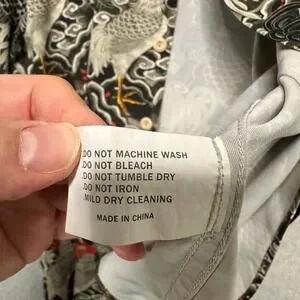 .DO NOT MACHINE WASH
.DO NOT BLEACH
.DO NOT TUMBLE DRY
.DO NOT IRON
.MILD DRY CLEANING
MADE IN CHINA